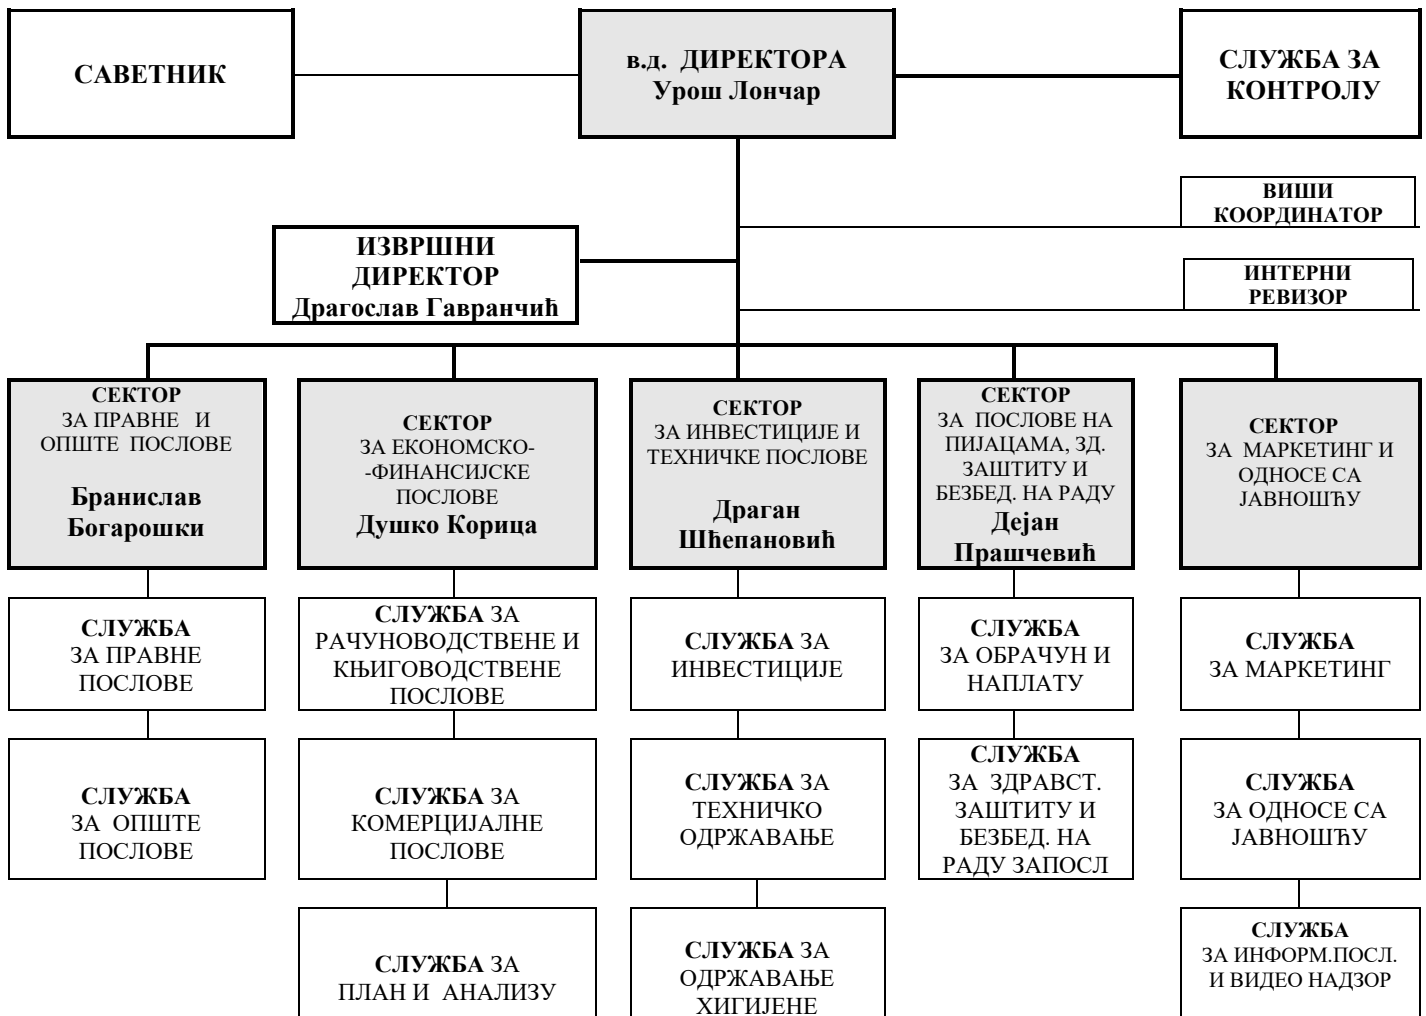 САВЕТНИК
в.д. ДИРЕКТОРА
Урош Лончар
СЛУЖБА ЗА
КОНТРОЛУ
ВИШИ
КООРДИНАТОР
ИЗВРШНИ
ДИРЕКТОР
Драгослав Гавранчић
ИНТЕРНИ
РЕВИЗОР
СЕКТОР
ЗА ПРАВНЕ И
ОПШТЕ ПОСЛОВЕ
Бранислав
Богарошки
СЕКТОР
ЗА ЕКОНОМСКО-
-ФИНАНСИЈСКЕ
ПОСЛОВЕ
Душко Корица
СЕКТОР
ЗА ИНВЕСТИЦИЈЕ И
ТЕХНИЧКЕ ПОСЛОВЕ
Драган
Шћепановић
СЕКТОР
ЗА ПОСЛОВЕ НА
ПИЈАЦАМА, ЗД.
ЗАШТИТУ И
БЕЗБЕД. НА РАДУ
Дејан
Прашчевић
СЕКТОР
ЗА МАРКЕТИНГ И
ОДНОСЕ СА
ЈАВНОШЋУ
СЛУЖБА
ЗА ПРАВНЕ
ПОСЛОВЕ
СЛУЖБА ЗА
РАЧУНОВОДСТВЕНЕ И
КЊИГОВОДСТВЕНЕ
ПОСЛОВЕ
СЛУЖБА ЗА
ИНВЕСТИЦИЈЕ
СЛУЖБА
ЗА ОБРАЧУН И
НАПЛАТУ
СЛУЖБА
ЗА МАРКЕТИНГ
СЛУЖБА
ЗА ОПШТЕ
ПОСЛОВЕ
СЛУЖБА ЗА
КОМЕРЦИЈАЛНЕ
ПОСЛОВЕ
СЛУЖБА ЗА
ТЕХНИЧКО
ОДРЖАВАЊЕ
СЛУЖБА
ЗА ЗДРАВСТ.
ЗАШТИТУ И
БЕЗБЕД. НА
РАДУ ЗАПОСЛ
СЛУЖБА
ЗА ОДНОСЕ СА
ЈАВНОШЋУ
СЛУЖБА ЗА
ПЛАН И АНАЛИЗУ
СЛУЖБА ЗА
ОДРЖАВАЊЕ
ХИГИЈЕНЕ
СЛУЖБА
ЗА ИНФОРМ.ПОСЛ.
И ВИДЕО НАДЗОР